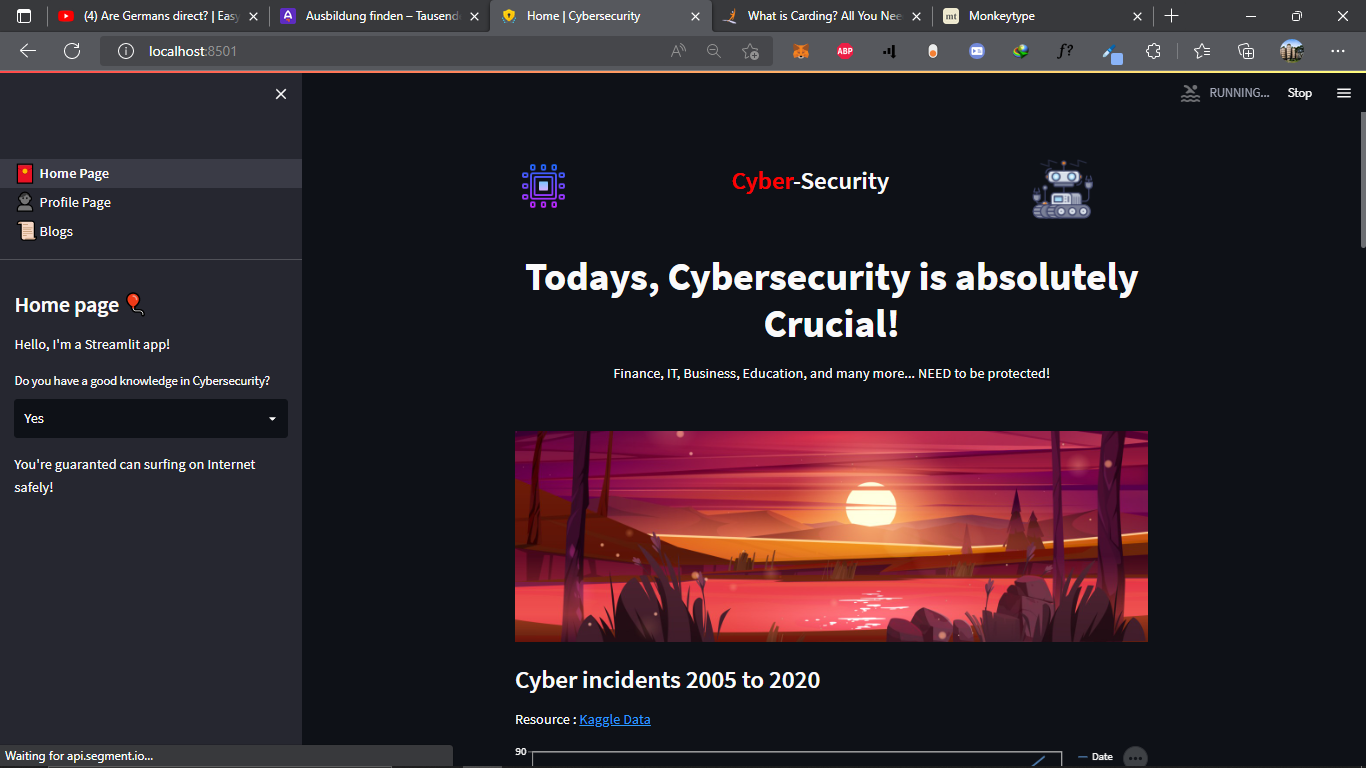 (4) Are Germans direct? | Easy
Ausbildung finden – Tausend
Home | Cybersecurity
What is Carding? All You Nee
mt Monkeytype
localhost:8501
ABP
f?
RUNNING...
Stop
Home Page
Profile Page
Blogs
Home page
Hello, I'm a Streamlit app!
Do you have a good knowledge in Cybersecurity?
Yes
You're guaranted can surfing on Internet
safely!
Cyber-Security
Todays, Cybersecurity is absolutely
Crucial!
Finance, IT, Business, Education, and many more... NEED to be protected!
Cyber incidents 2005 to 2020
Resource : Kaggle Data
90
Date
Waiting for api.segment.io...